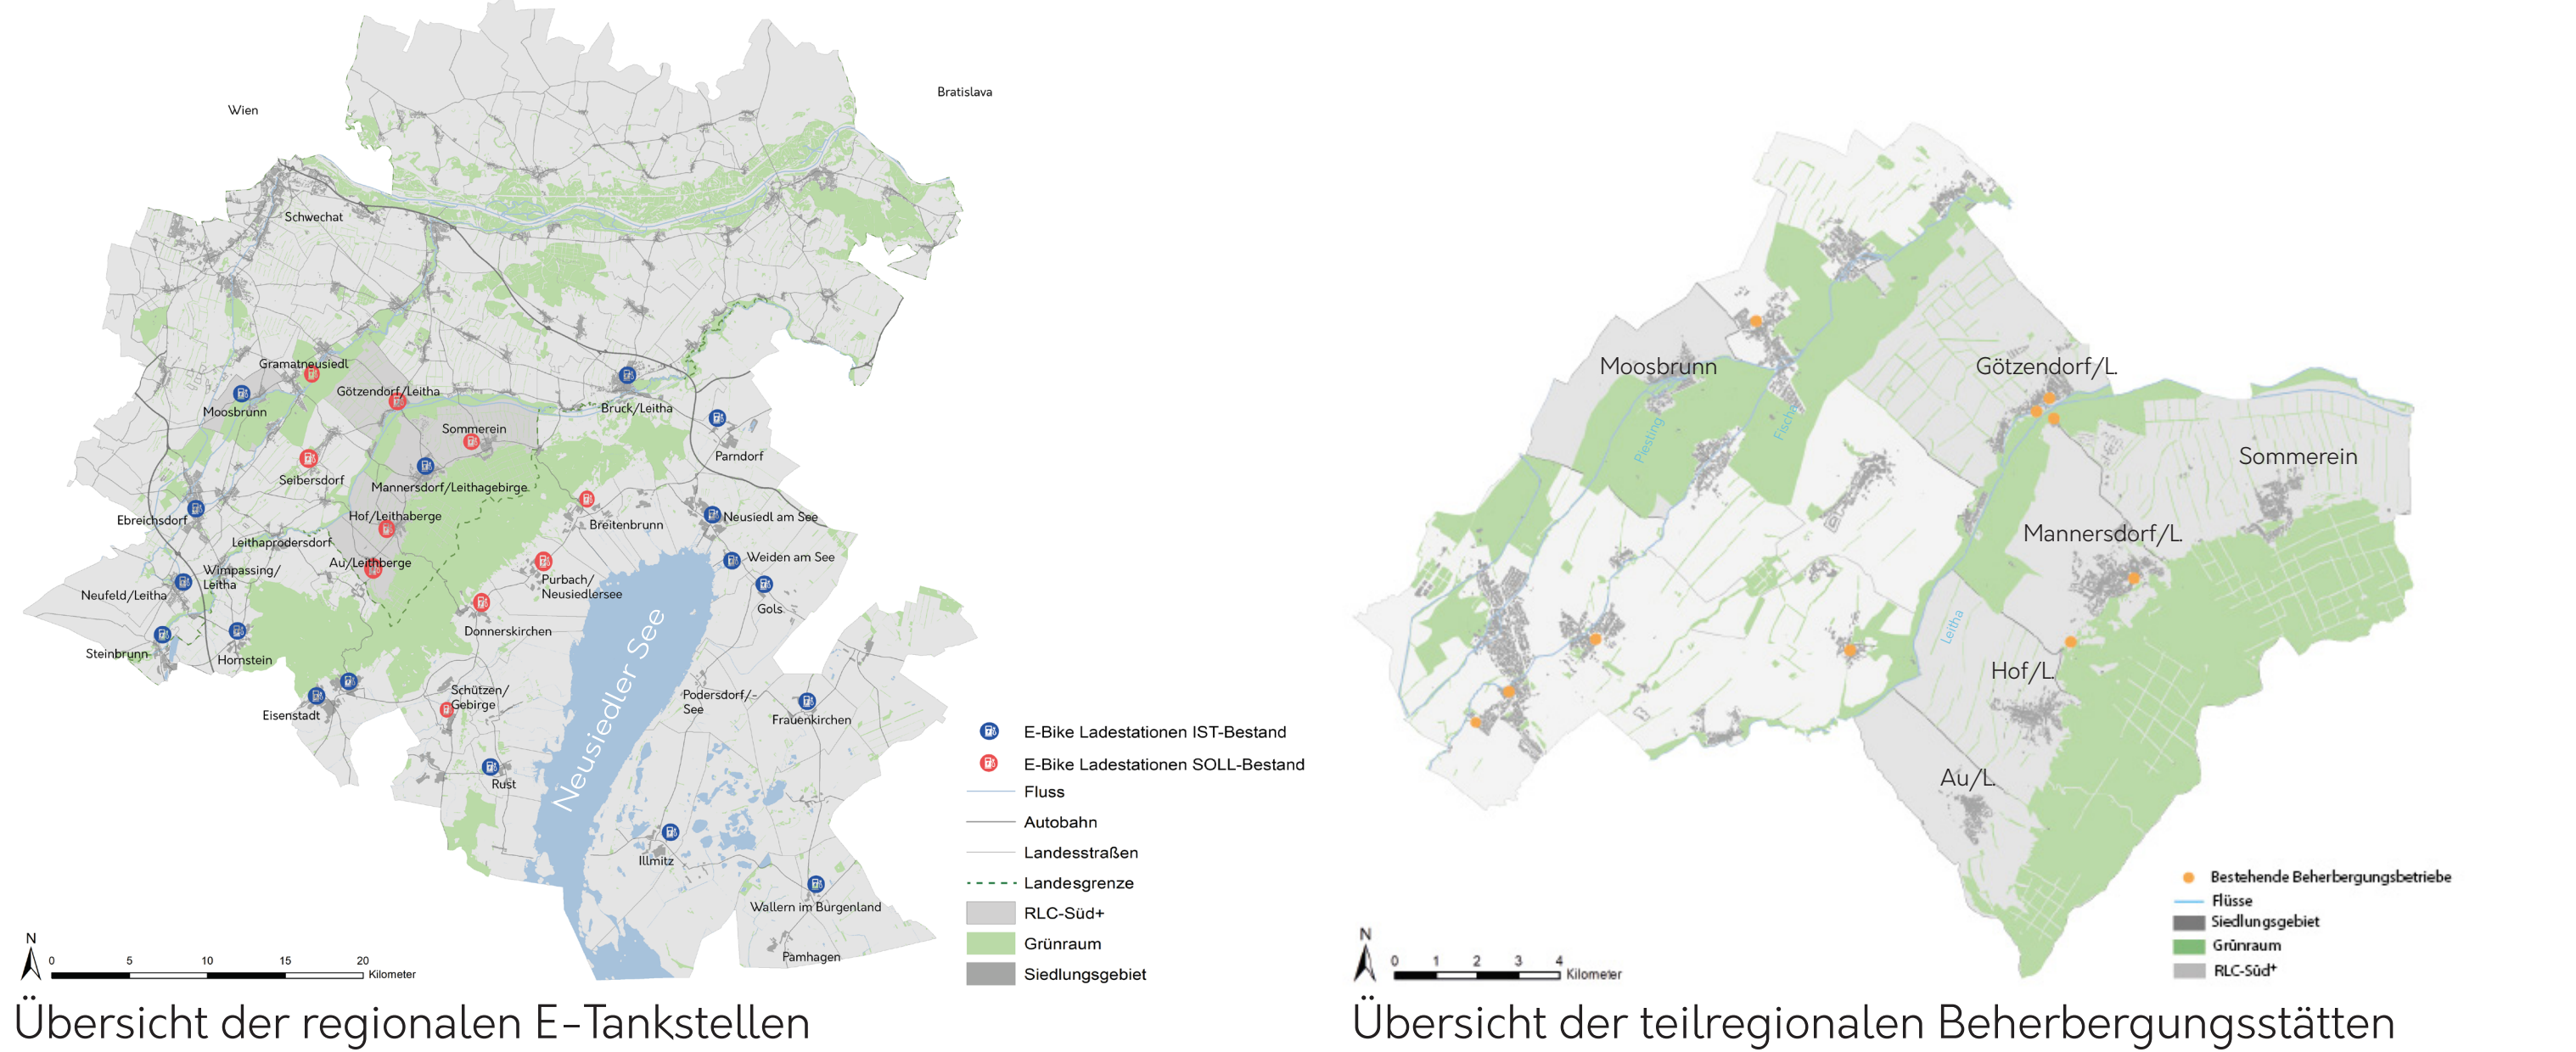 Wien
Bratislava
Schwechat
Gramatneusiedl
Götzendorf/Leitha
Moosbrunn
Bruck/Leitha
Sommerein
Parndorf
Seibersdorf
Mannersdorf/Leithagebirge
Ebreichsdorf
Hof/Leithaberge
Breitenbrunn
Neusiedl am See
Leithaprodersdorf
Au/Leithberge
Weiden am See
Wimpassing/
Leitha
Purbach/
Neusiedlersee
Neufeld/Leitha
Gols
Donnerskirchen
Steinbrunn
Hornstein
Neusiedler See
Schützen/
Gebirge
Podersdorf/-
See
Eisenstadt
Frauenkirchen
Rust
Illmitz
Wallern im Burgenland
Pamhagen
E-Bike Ladestationen IST-Bestand
E-Bike Ladestationen SOLL-Bestand
Fluss
Autobahn
Landesstraßen
Landesgrenze
RLC-Süd+
Grünraum
Siedlungsgebiet
N
0 5 10 15 20
Kilometer
Übersicht der regionalen E-Tankstellen
Moosbrunn
Götzendorf/L.
Piesting
Fischa
Sommerein
Mannersdorf/L.
Leitha
Hof/L.
Au/L.
Bestehende Beherbergungsbetriebe
Flüsse
Siedlungsgebiet
Grünraum
RLC-Süd+
N
0 1 2 3 4
Kilometer
Übersicht der teilregionalen Beherbergungsstätten